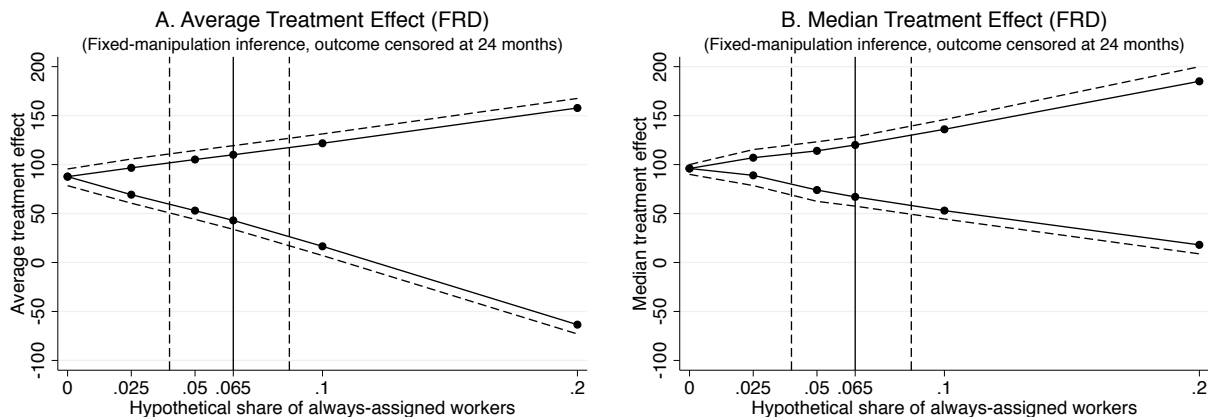 A. Average Treatment Effect (FRD)
(Fixed-manipulation inference, outcome censored at 24 months)
Average treatment effect
200
150
100
50
0
-50
-100
0 .025 .05 .065 .1 .2
Hypothetical share of always-assigned workers
B. Median Treatment Effect (FRD)
(Fixed-manipulation inference, outcome censored at 24 months)
Median treatment effect
200
150
100
50
0
-50
-100
0 .025 .05 .065 .1 .2
Hypothetical share of always-assigned workers